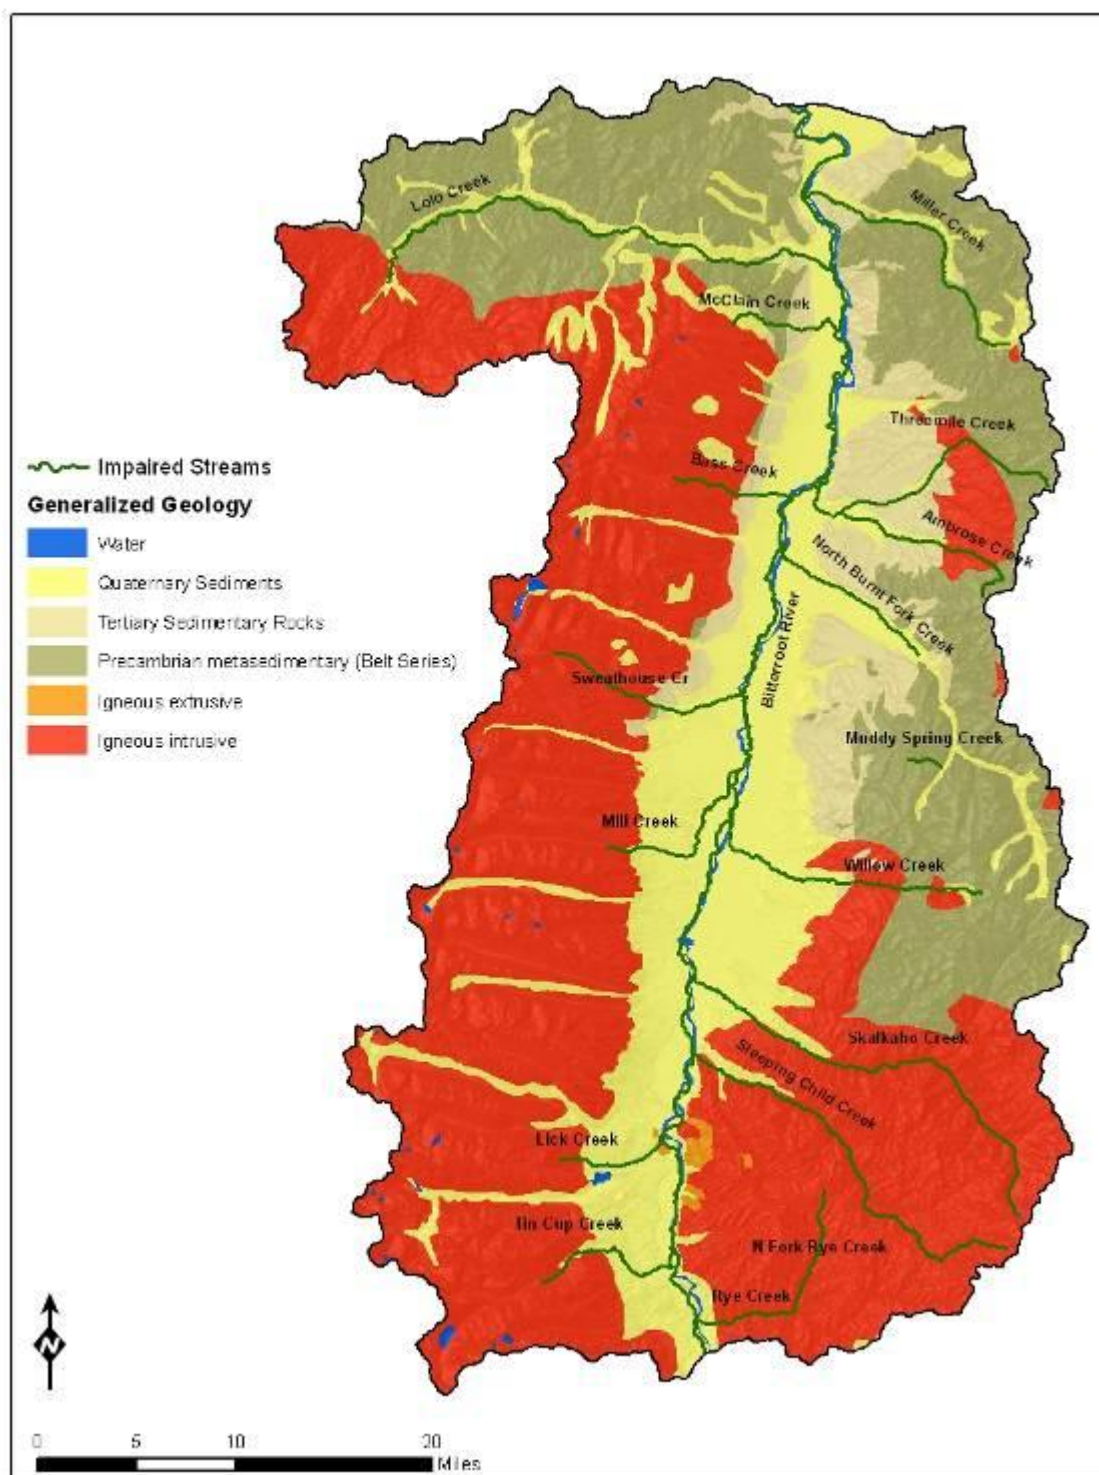 Lolo Creek
Miller Creek
McClain Creek
Threemile Creek
Bass Creek
Ambrose Creek
North Burnt Fork Creek
Bitterroot River
Sweathouse Cr
Muddy Spring Creek
Mill Creek
Willow Creek
Skalkaho Creek
Sleeping Child Creek
Lick Creek
Tin Cup Creek
N Fork Rye Creek
Rye Creek
Impaired Streams
Generalized Geology
Water
Quaternary Sediments
Tertiary Sedimentary Rocks
Precambrian metasedimentary (Belt Series)
Igneous extrusive
Igneous intrusive
N
0 5 10 20
Miles